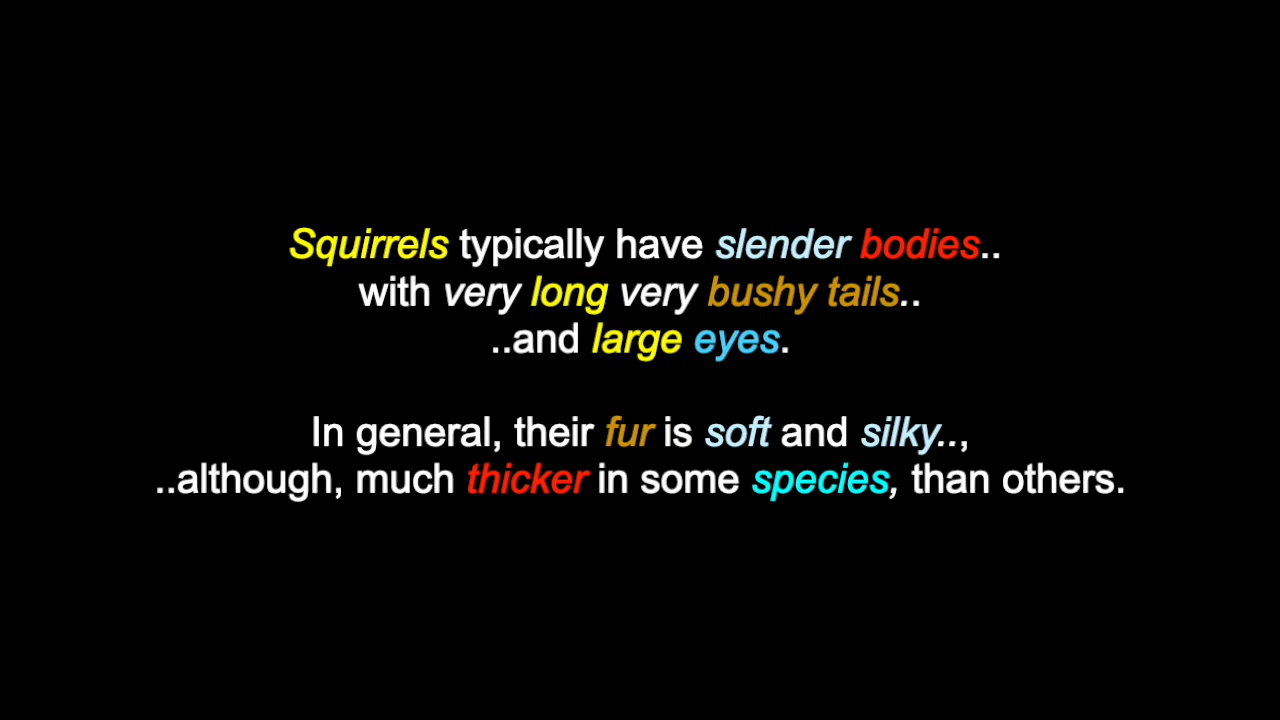 Squirrels typically have slender bodies..
with very long very bushy tails..
..and large eyes.
In general, their fur is soft and silky..,
..although, much thicker in some species, than others.